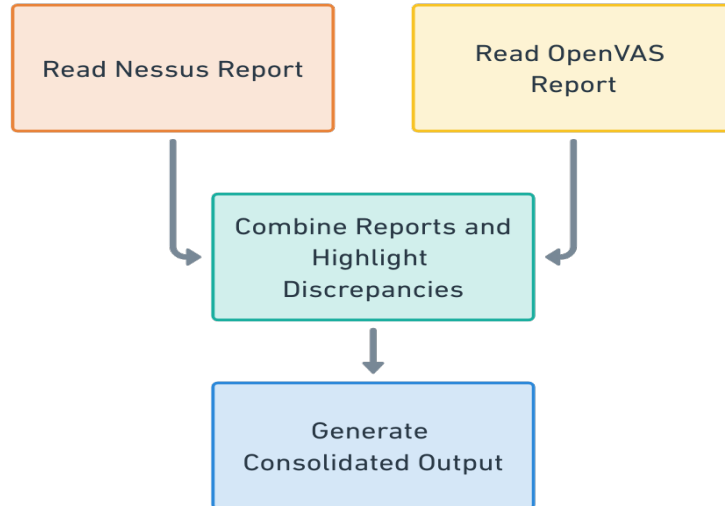 Read Nessus Report
Read OpenVAS
Report
Combine Reports and
Highlight
Discrepancies
Generate
Consolidated Output